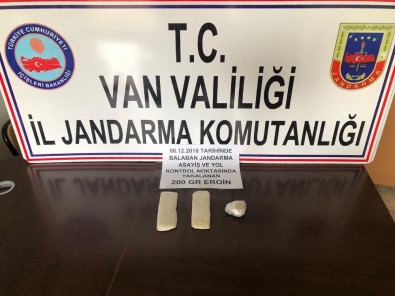 T.C.
VAN VALİLİĞİ
İL JANDARMA KOMUTANLIĞI
TÜRKİYE CUMHURİYETİ
İÇİŞLERİ BAKANLIĞI
JANDARMA
06.12.2018 TARİHİNDE
BALABAN JANDARMA
ASAYİŞ VE YOL
KONTROL NOKTASINDA
YAKALANAN
200 GR EROİN